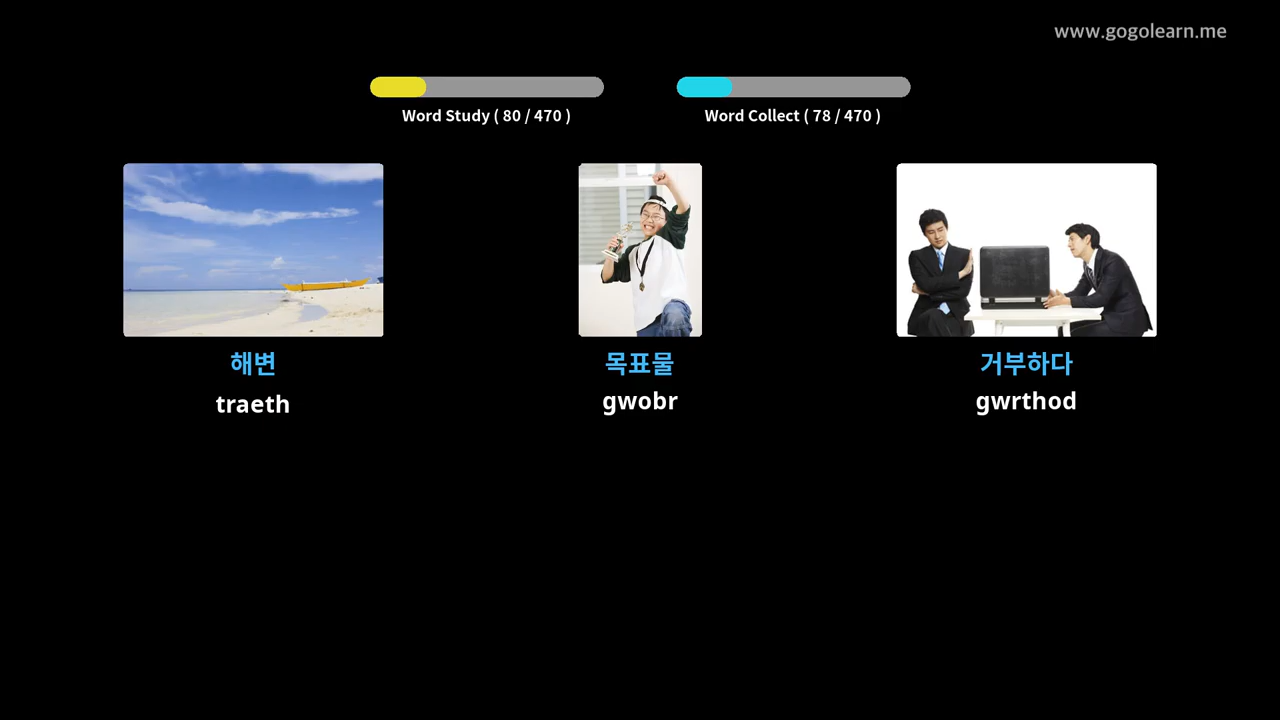 www.gogolearn.me
Word Study ( 80 / 470 )
Word Collect ( 78 / 470 )
해변
목표물
거부하다
traeth
gwobr
gwrthod